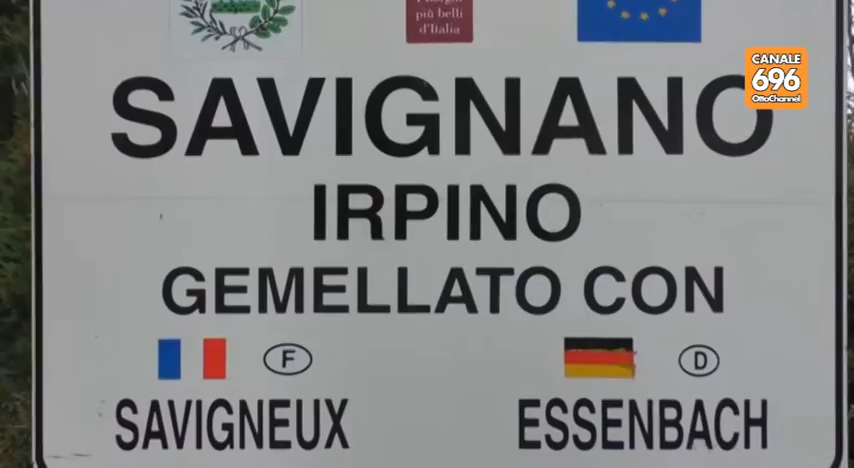 più belli
d'Italia
CANALE
696
OttoChannel
SAVIGNANO
IRPINO
GEMELLATO CON
F
D
SAVIGNEUX
ESSENBACH